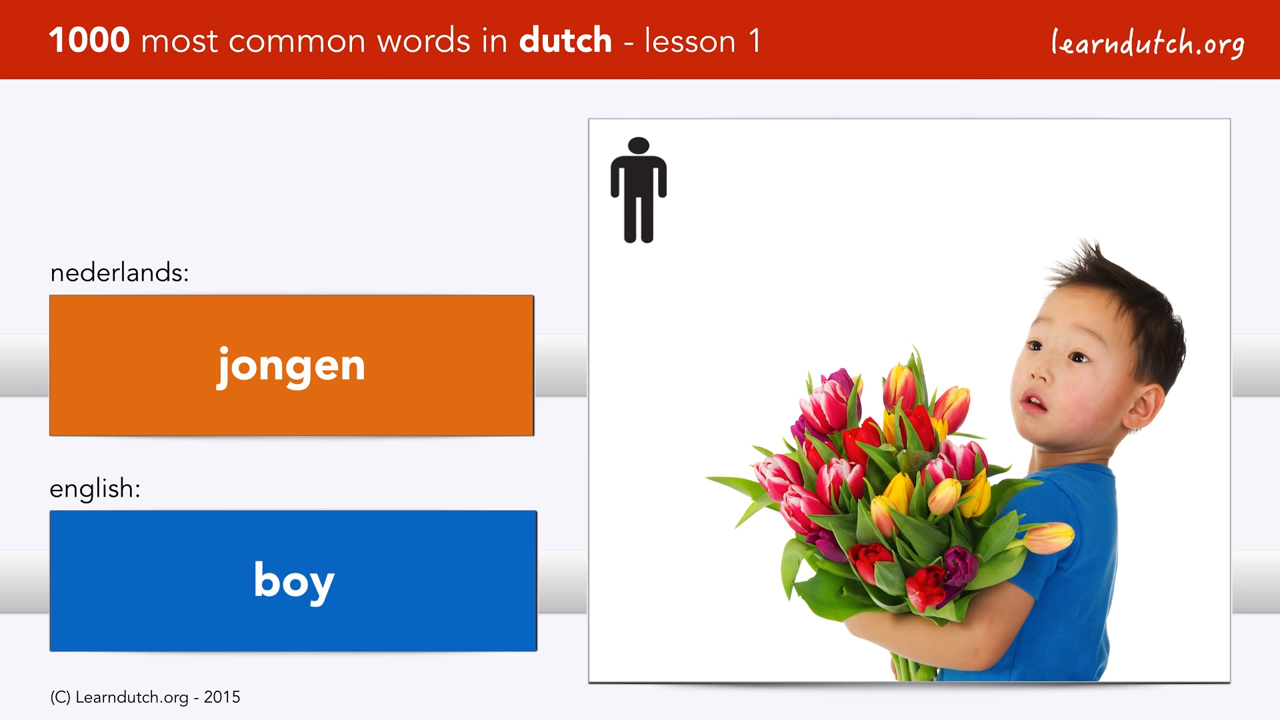 1000 most common words in dutch - lesson 1
learndutch.org
nederlands:
jongen
english:
boy
(C) Learndutch.org - 2015